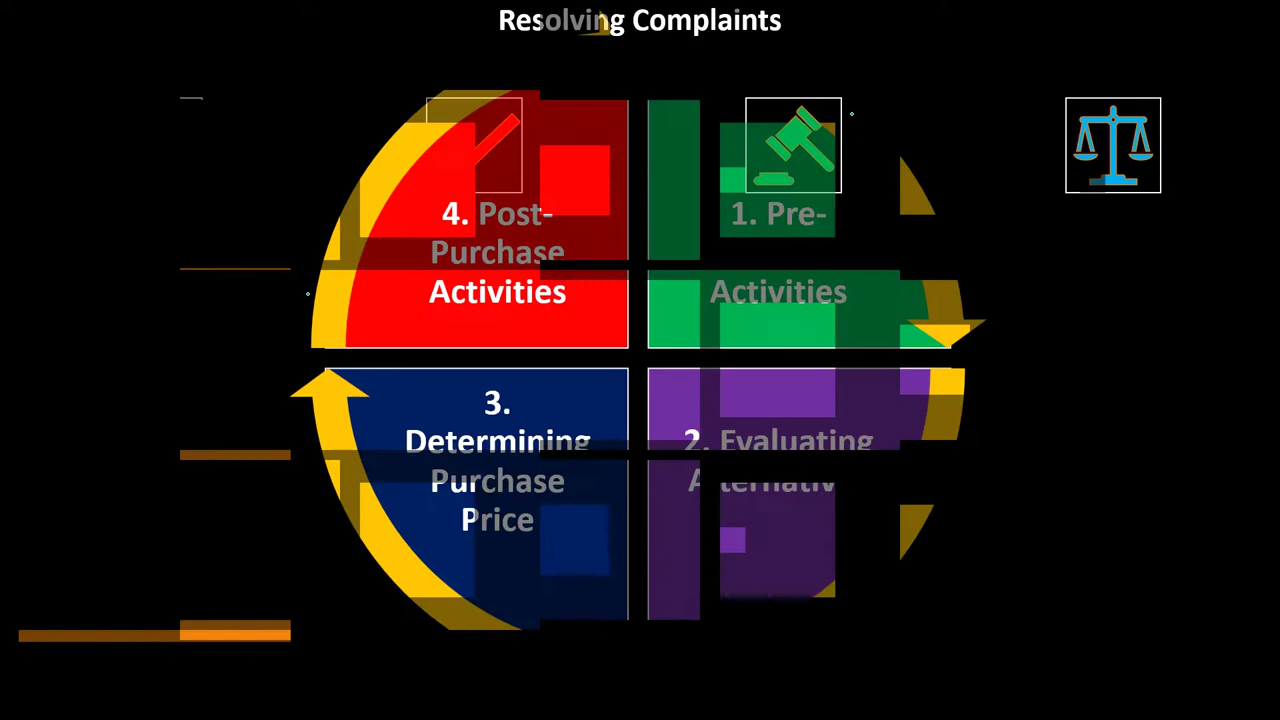 Resolving Complaints
4. Post-
Purchase
Activities
1. Pre-
Activities
3.
Determining
Purchase
Price
2. Evaluating